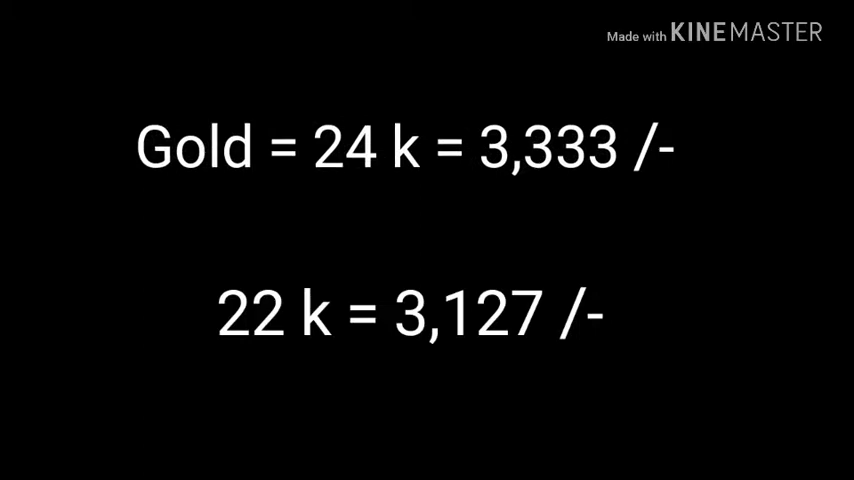 Made with KINEMASTER
Gold = 24 k = 3,333 /-
22 k = 3,127 /-